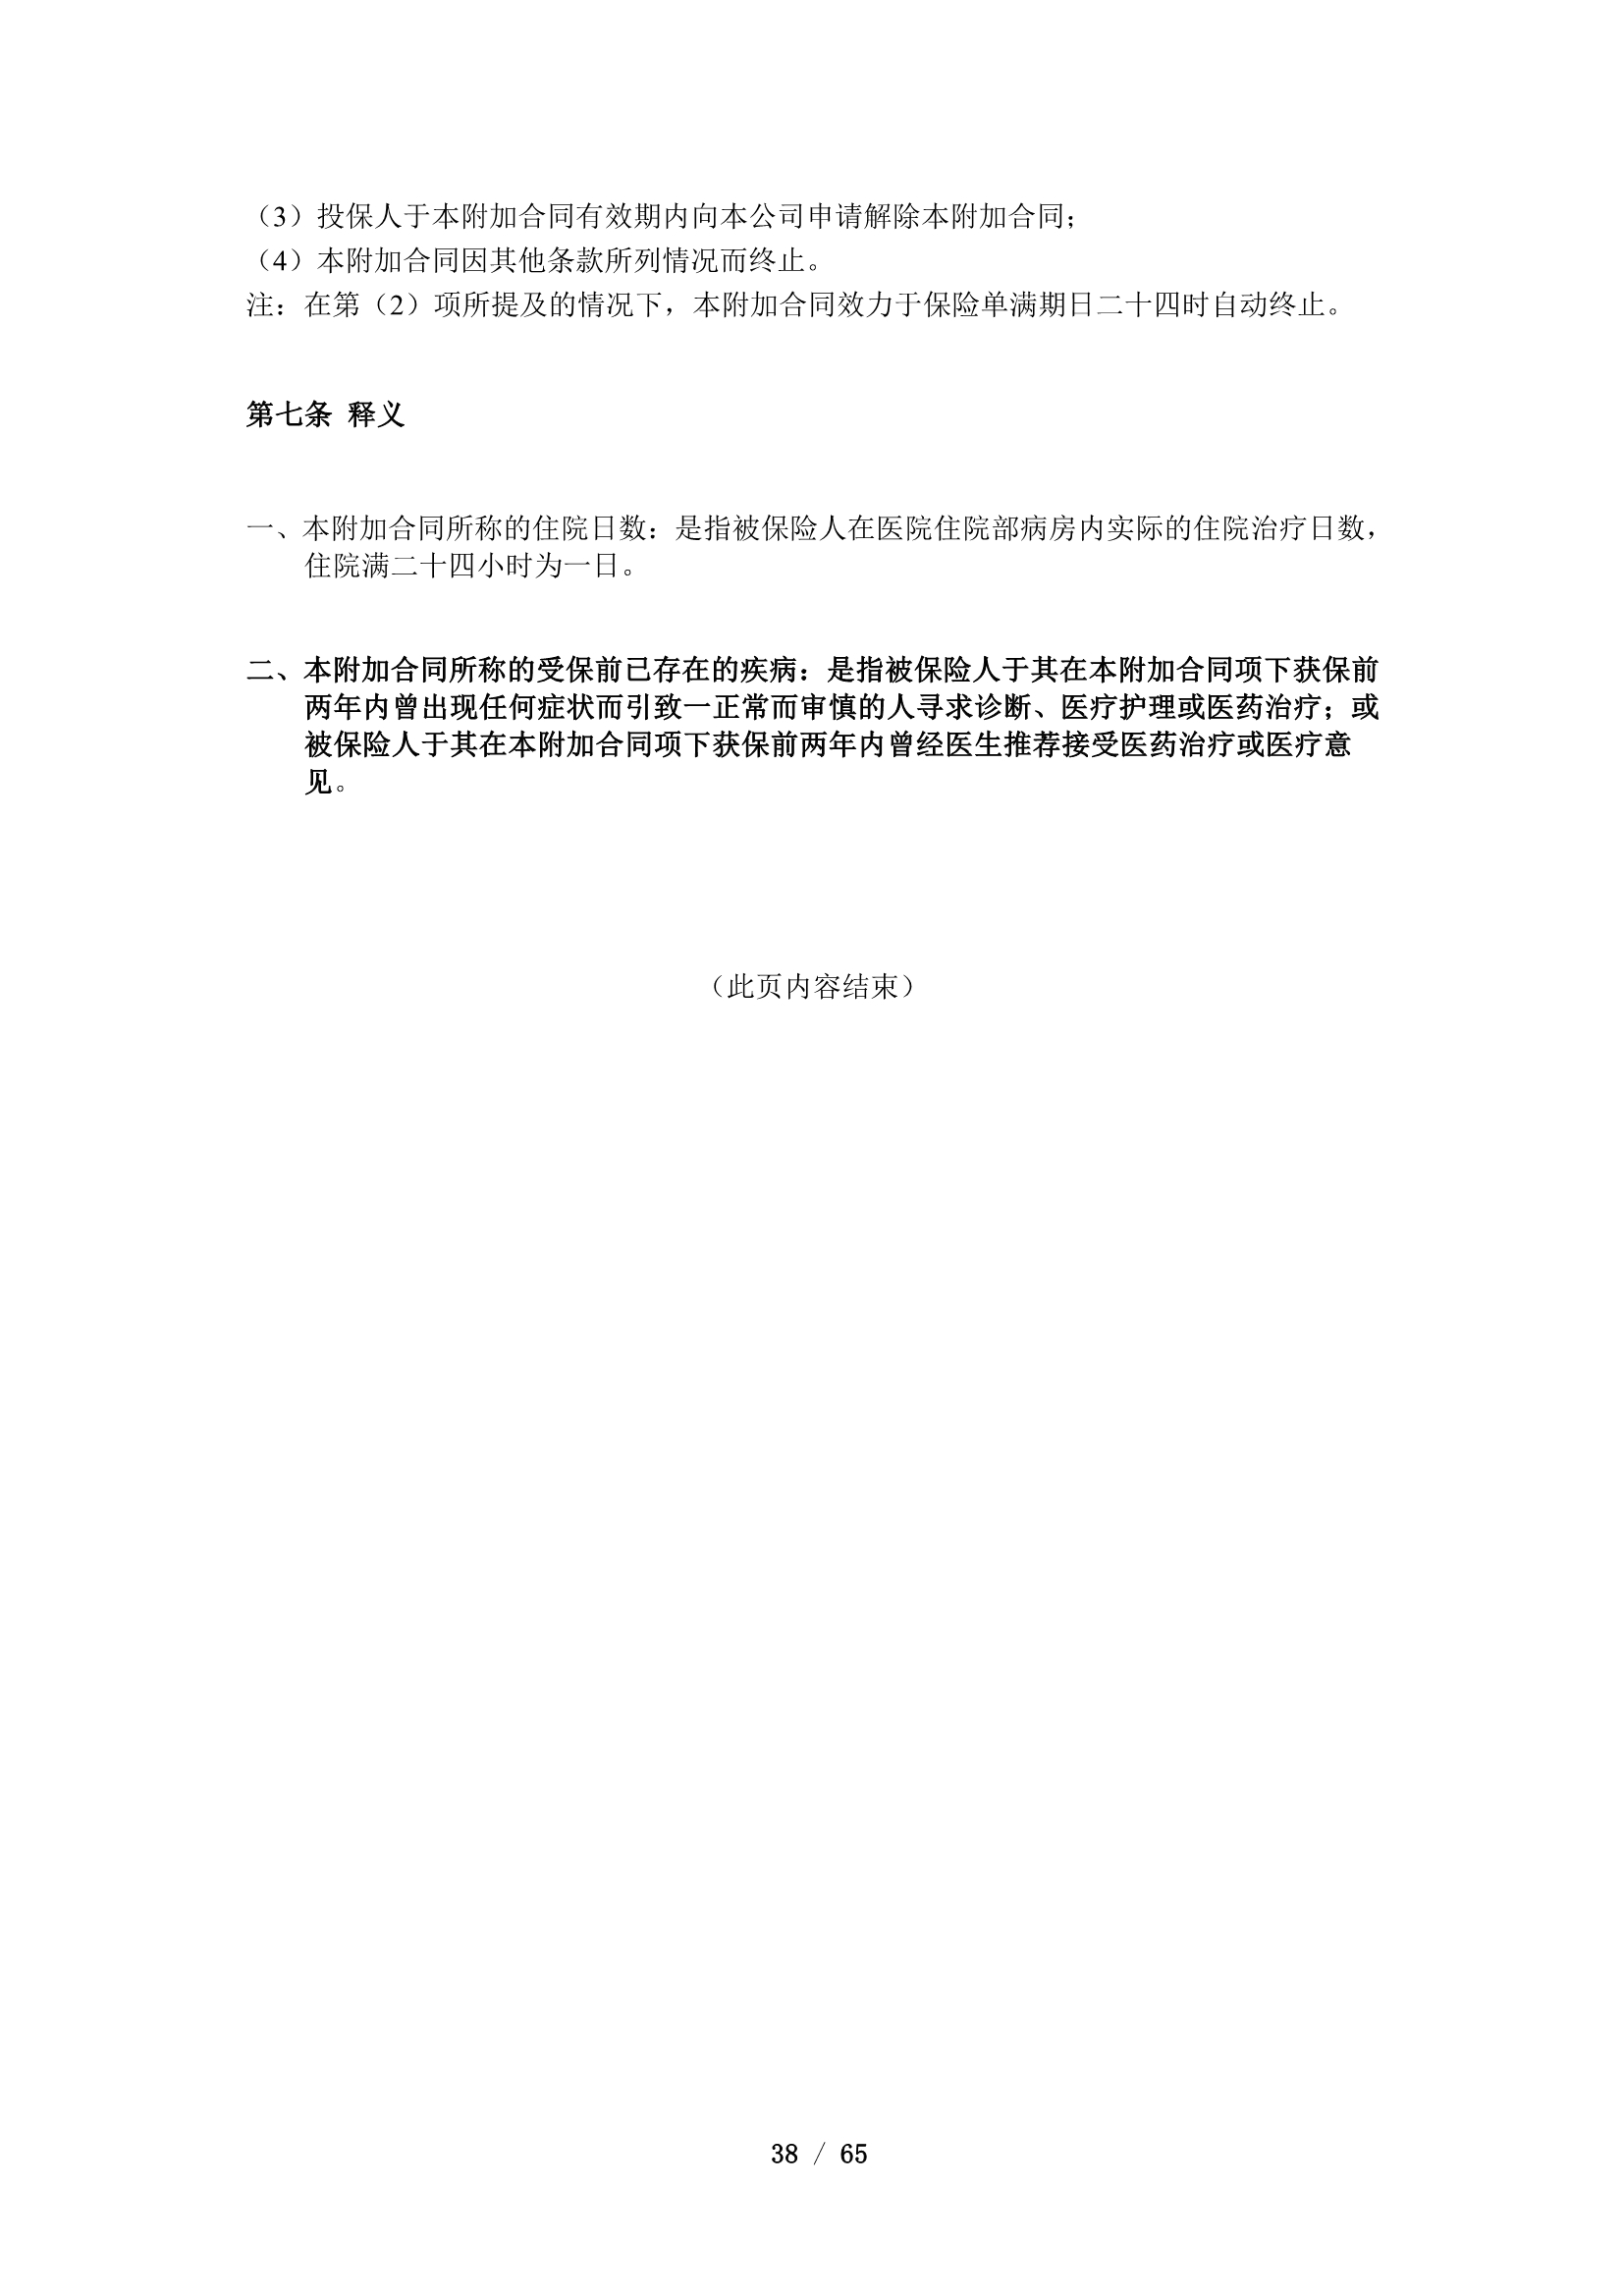 （3）投保人于本附加合同有效期内向本公司申请解除本附加合同；
（4）本附加合同因其他条款所列情况而终止。
注：在第（2）项所提及的情况下，本附加合同效力于保险单满期日二十四时自动终止。
第七条 释义
一、本附加合同所称的住院日数：是指被保险人在医院住院部病房内实际的住院治疗日数，
住院满二十四小时为一日。
二、本附加合同所称的受保前已存在的疾病：是指被保险人于其在本附加合同项下获保前
两年内曾出现任何症状而引致一正常而审慎的人寻求诊断、医疗护理或医药治疗；或
被保险人于其在本附加合同项下获保前两年内曾经医生推荐接受医药治疗或医疗意
见。
（此页内容结束）
38 / 65